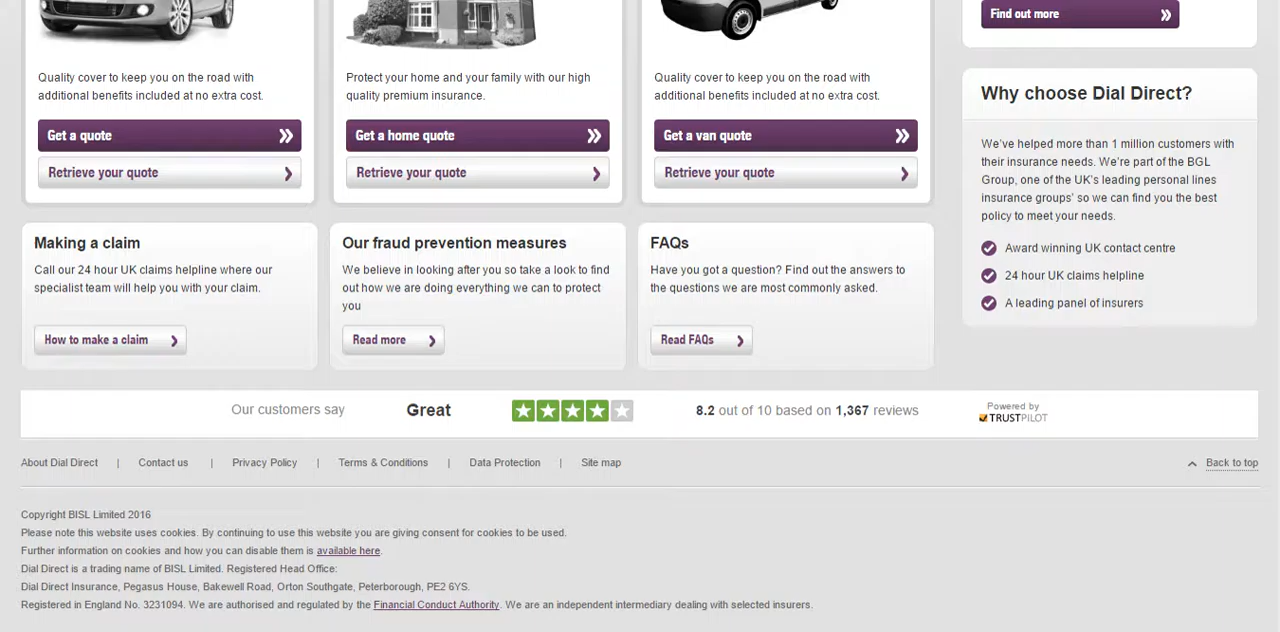 Find out more
Quality cover to keep you on the road with
additional benefits included at no extra cost.
Get a quote
Retrieve your quote
Protect your home and your family with our high
quality premium insurance.
Get a home quote
Retrieve your quote
Quality cover to keep you on the road with
additional benefits included at no extra cost.
Get a van quote
Retrieve your quote
Why choose Dial Direct?
We've helped more than 1 million customers with
their insurance needs. We're part of the BGL
Group, one of the UK's leading personal lines
insurance groups' so we can find you the best
policy to meet your needs.
Award winning UK contact centre
24 hour UK claims helpline
A leading panel of insurers
Making a claim
Call our 24 hour UK claims helpline where our
specialist team will help you with your claim.
How to make a claim
Our fraud prevention measures
We believe in looking after you so take a look to find
out how we are doing everything we can to protect
you
Read more
FAQs
Have you got a question? Find out the answers to
the questions we are most commonly asked.
Read FAQs
Our customers say Great 8.2 out of 10 based on 1,367 reviews
Powered by
TRUSTPILOT
About Dial Direct | Contact us | Privacy Policy | Terms & Conditions | Data Protection | Site map
Back to top
Copyright BISL Limited 2016
Please note this website uses cookies. By continuing to use this website you are giving consent for cookies to be used.
Further information on cookies and how you can disable them is available here.
Dial Direct is a trading name of BISL Limited. Registered Head Office:
Dial Direct Insurance, Pegasus House, Bakewell Road, Orton Southgate, Peterborough, PE2 6YS.
Registered in England No. 3231094. We are authorised and regulated by the Financial Conduct Authority. We are an independent intermediary dealing with selected insurers.